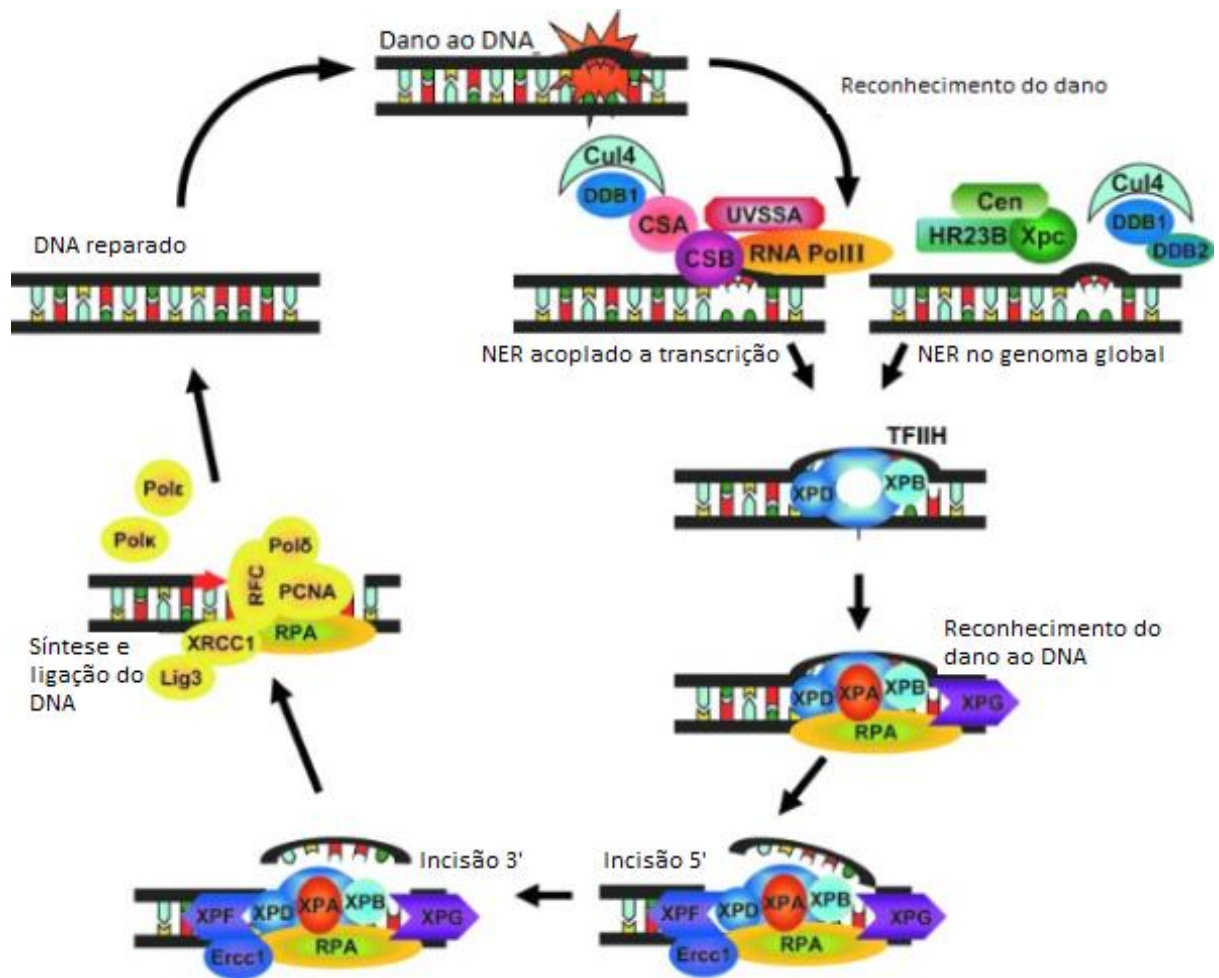 Dano ao DNA
Reconhecimento do dano
Cul4
DDB1
CSA
UVSSA
CSB
RNA PolII
Cen
HR23B
Xpc
Cul4
DDB1
DDB2
DNA reparado
NER acoplado a transcrição
NER no genoma global
TFIIH
XPD
XPB
Reconhecimento do
dano ao DNA
XPD
XPA
XPB
XPG
RPA
Incisão 5'
XPF
XPD
XPA
XPB
XPG
RPA
Ercc1
Incisão 3'
XPF
XPD
XPA
XPB
XPG
RPA
Ercc1
Polε
Polκ
Polδ
RFC
PCNA
RPA
XRCC1
Lig3
Síntese e
ligação do
DNA